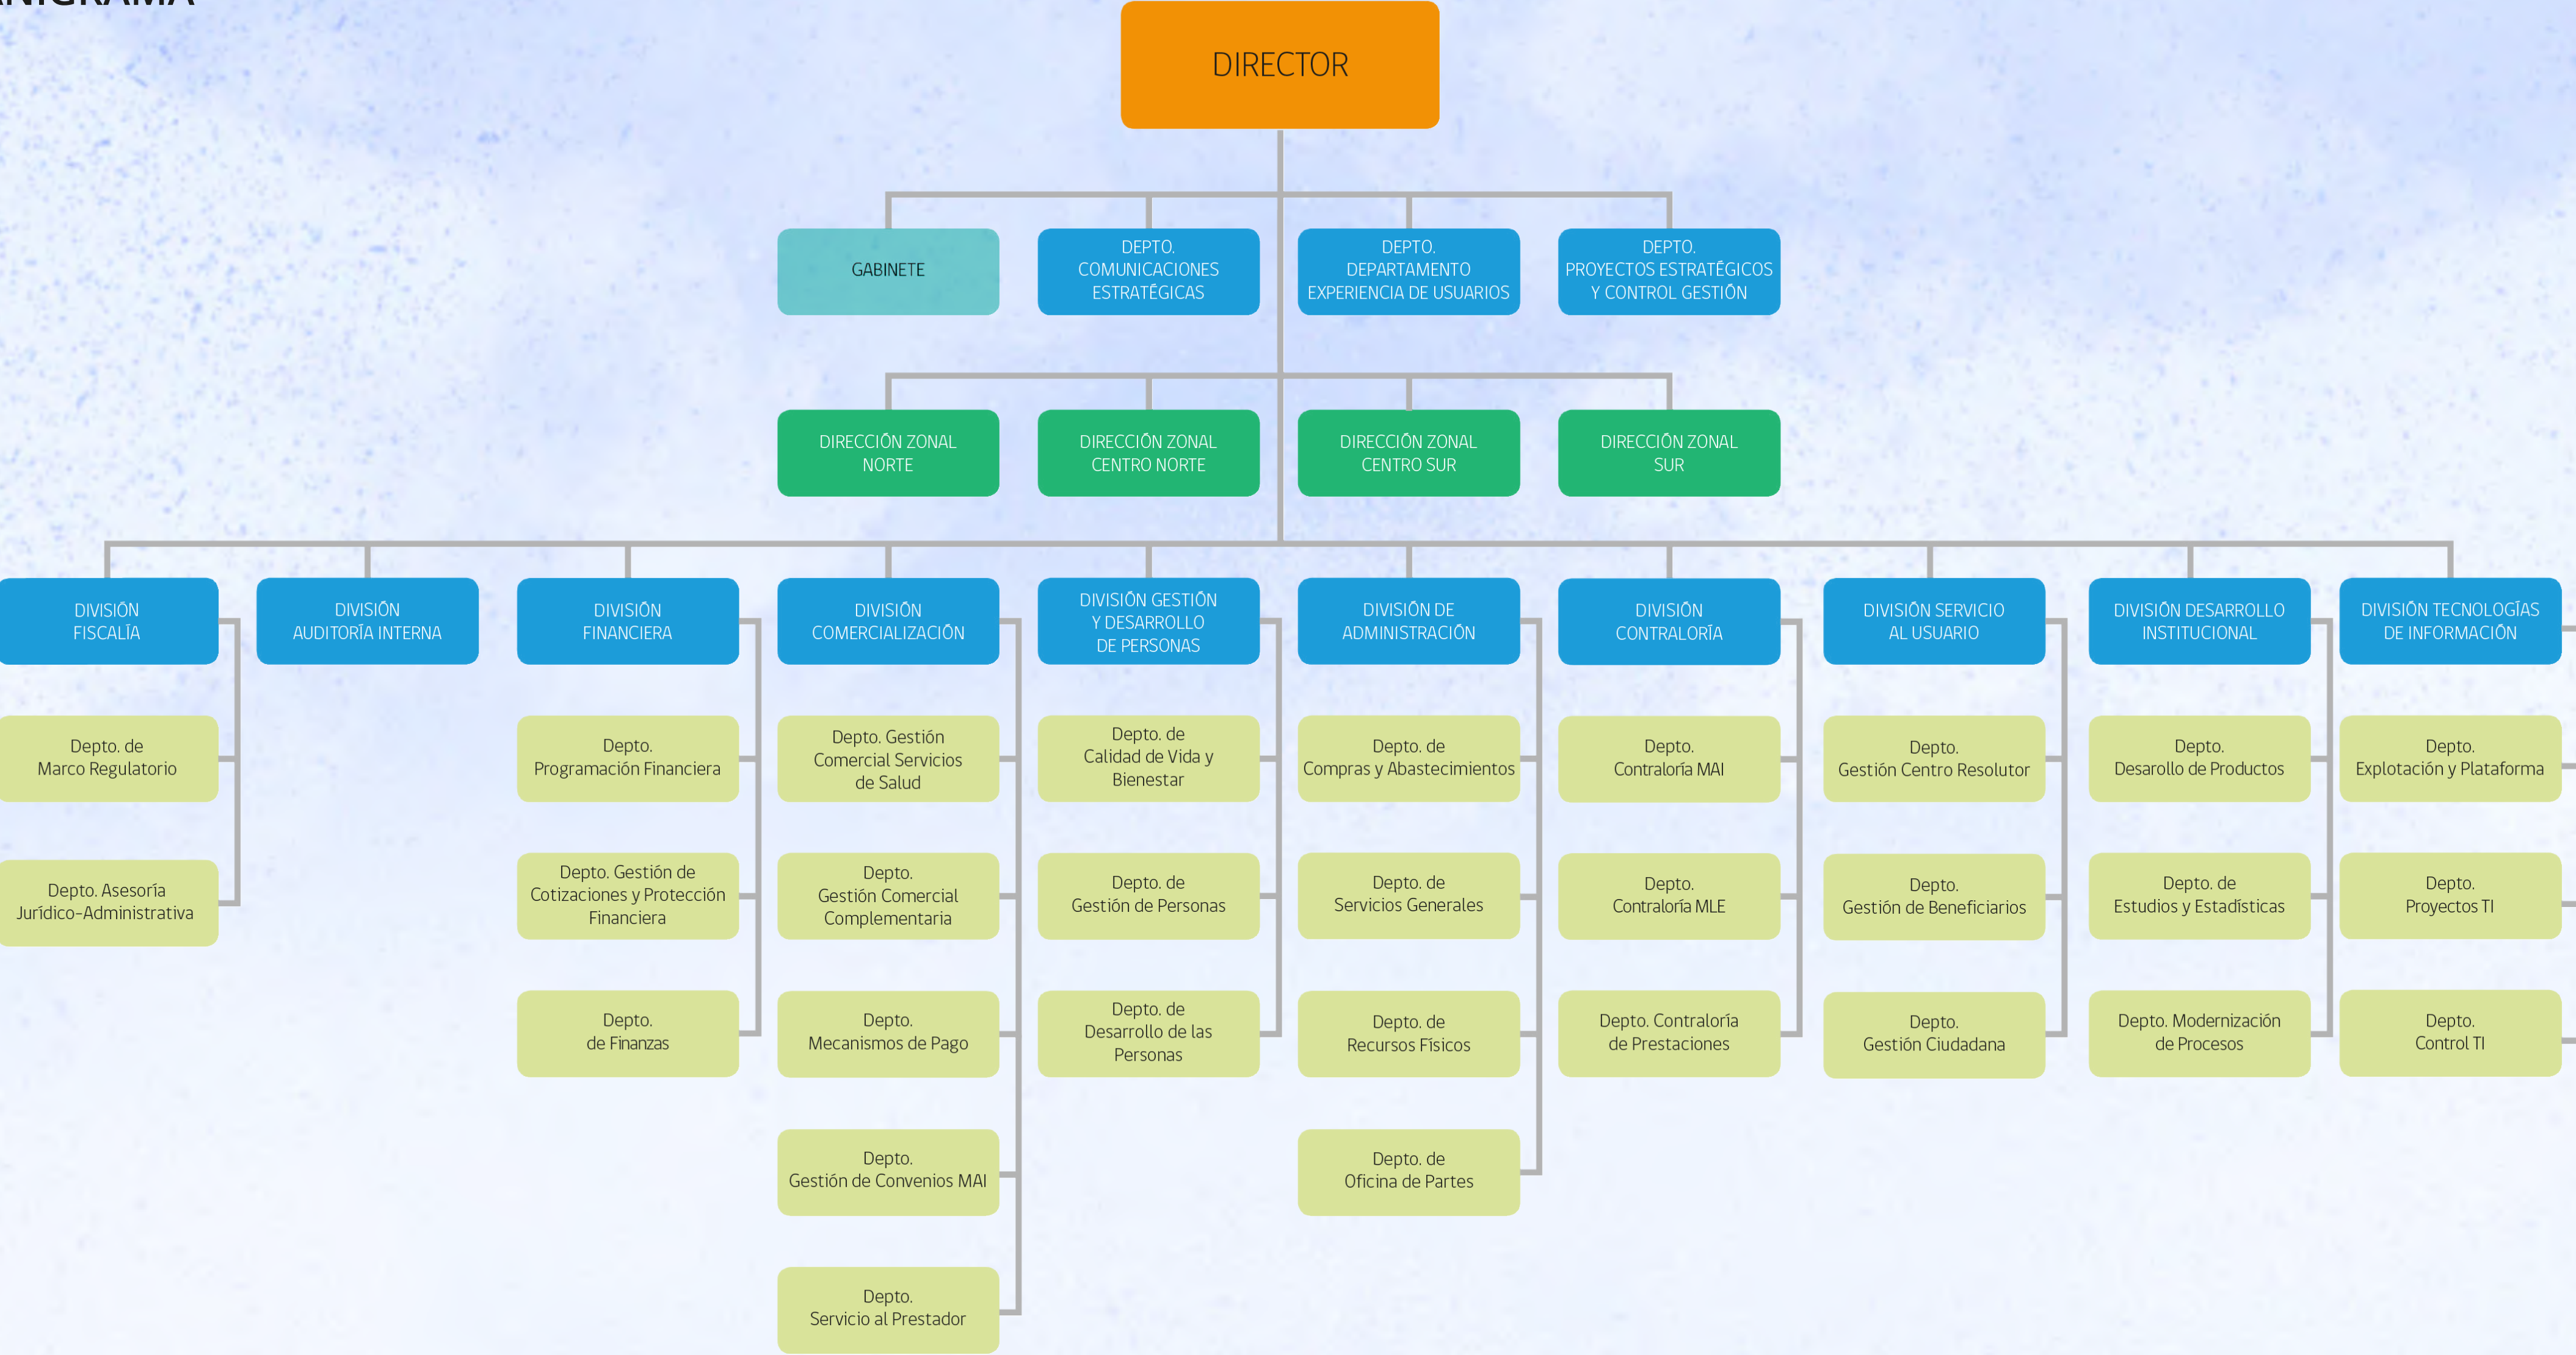 DIRECTOR
GABINETE
DEPTO.
COMUNICACIONES
ESTRATÉGICAS
DEPTO.
DEPARTAMENTO
EXPERIENCIA DE USUARIOS
DEPTO.
PROYECTOS ESTRATÉGICOS
Y CONTROL GESTIÓN
DIRECCIÓN ZONAL
NORTE
DIRECCIÓN ZONAL
CENTRO NORTE
DIRECCIÓN ZONAL
CENTRO SUR
DIRECCIÓN ZONAL
SUR
DIVISIÓN
FISCALÍA
DIVISIÓN
AUDITORÍA INTERNA
DIVISIÓN
FINANCIERA
DIVISIÓN
COMERCIALIZACIÓN
DIVISIÓN GESTIÓN
Y DESARROLLO
DE PERSONAS
DIVISIÓN DE
ADMINISTRACIÓN
DIVISIÓN
CONTRALORÍA
DIVISIÓN SERVICIO
AL USUARIO
DIVISIÓN DESARROLLO
INSTITUCIONAL
DIVISIÓN TECNOLOGÍAS
DE INFORMACIÓN
Depto. de
Marco Regulatorio
Depto.
Programación Financiera
Depto. Gestión
Comercial Servicios
de Salud
Depto. de
Calidad de Vida y
Bienestar
Depto. de
Compras y Abastecimientos
Depto.
Contraloría MAI
Depto.
Gestión Centro Resolutor
Depto.
Desarollo de Productos
Depto.
Explotación y Plataforma
Depto. Asesoría
Jurídico-Administrativa
Depto. Gestión de
Cotizaciones y Protección
Financiera
Depto.
Gestión Comercial
Complementaria
Depto. de
Gestión de Personas
Depto. de
Servicios Generales
Depto.
Contraloría MLE
Depto.
Gestión de Beneficiarios
Depto. de
Estudios y Estadísticas
Depto.
Proyectos TI
Depto.
de Finanzas
Depto.
Mecanismos de Pago
Depto. de
Desarrollo de las
Personas
Depto. de
Recursos Físicos
Depto. Contraloría
de Prestaciones
Depto.
Gestión Ciudadana
Depto. Modernización
de Procesos
Depto.
Control TI
Depto.
Gestión de Convenios MAI
Depto. de
Oficina de Partes
Depto.
Servicio al Prestador